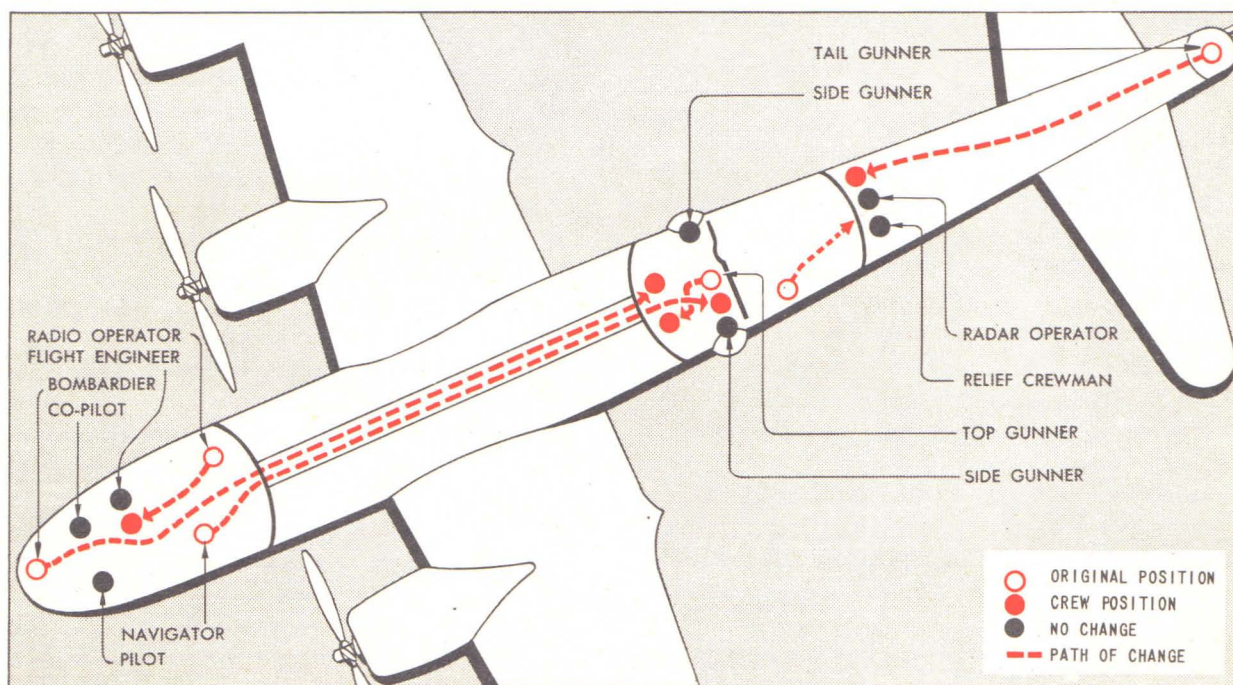 TAIL GUNNER
SIDE GUNNER
RADIO OPERATOR
FLIGHT ENGINEER
BOMBARDIER
CO-PILOT
RADAR OPERATOR
RELIEF CREWMAN
TOP GUNNER
SIDE GUNNER
NAVIGATOR
PILOT
ORIGINAL POSITION
CREW POSITION
NO CHANGE
PATH OF CHANGE